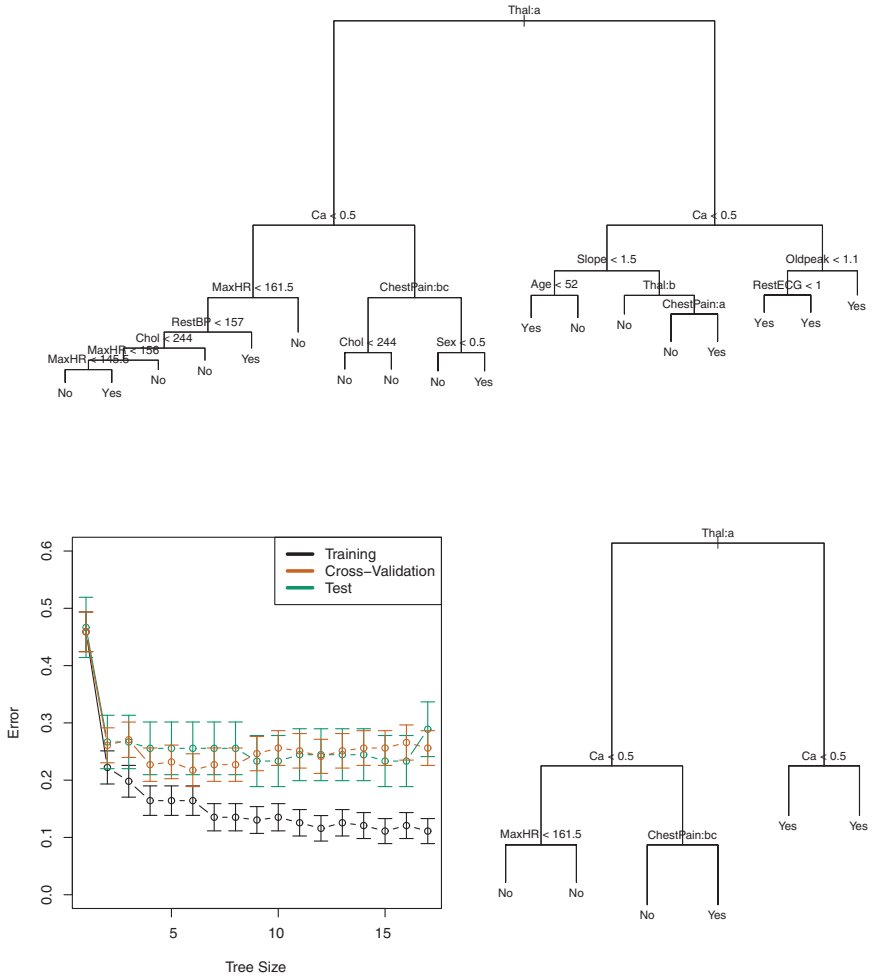 Thal:a
Ca < 0.5
Ca < 0.5
Slope < 1.5
Oldpeak < 1.1
MaxHR < 161.5
ChestPain:bc
Age < 52
Thal:b
RestECG < 1
ChestPain:a
Yes
Yes
No
No
Yes
Yes
RestBP < 157
Chol < 244
MaxHR < 156
MaxHR < 145.5
No
Yes
No
No
Yes
No
Chol < 244
Sex < 0.5
No
No
No
Yes
No
Yes
0.6
0.5
0.4
0.3
0.2
0.1
0.0
Error
Training
Cross−Validation
Test
5
10
15
Tree Size
Thal:a
Ca < 0.5
Ca < 0.5
MaxHR < 161.5
ChestPain:bc
Yes
Yes
No
No
No
Yes